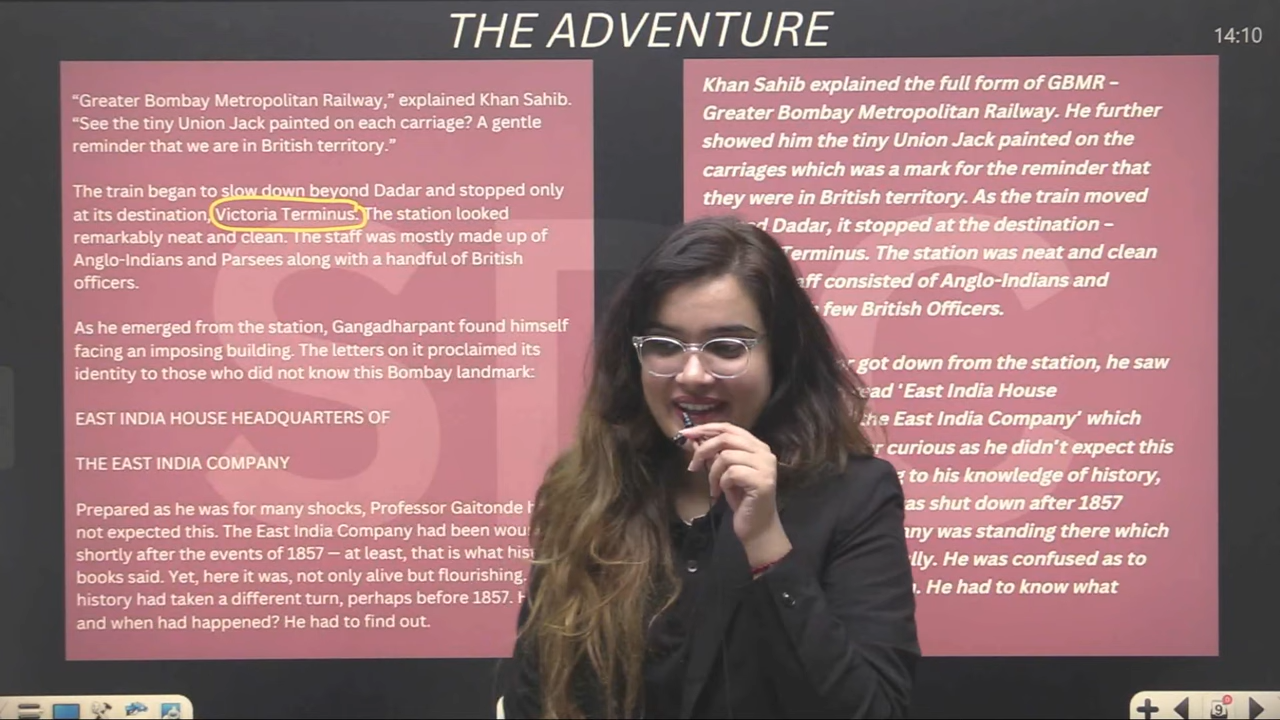 THE ADVENTURE
14:10
“Greater Bombay Metropolitan Railway,” explained Khan Sahib.
“See the tiny Union Jack painted on each carriage? A gentle
reminder that we are in British territory.”
The train began to slow down beyond Dadar and stopped only
at its destination, Victoria Terminus. The station looked
remarkably neat and clean. The staff was mostly made up of
Anglo-Indians and Parsees along with a handful of British
officers.
As he emerged from the station, Gangadharpant found himself
facing an imposing building. The letters on it proclaimed its
identity to those who did not know this Bombay landmark:
EAST INDIA HOUSE HEADQUARTERS OF
THE EAST INDIA COMPANY
Prepared as he was for many shocks, Professor Gaitonde
not expected this. The East India Company had been
shortly after the events of 1857 — at least, that is what
books said. Yet, here it was, not only alive but flourishing.
history had taken a different turn, perhaps before 1857.
and when had happened? He had to find out.
Khan Sahib explained the full form of GBMR –
Greater Bombay Metropolitan Railway. He further
showed him the tiny Union Jack painted on the
carriages which was a mark for the reminder that
they were in British territory. As the train moved
Dadar, it stopped at the destination –
Terminus. The station was neat and clean
consisted of Anglo-Indians and
few British Officers.
got down from the station, he saw
‘East India House
the East India Company’ which
curious as he didn’t expect this
to his knowledge of history,
was shut down after 1857
was standing there which
He was confused as to
He had to know what
9